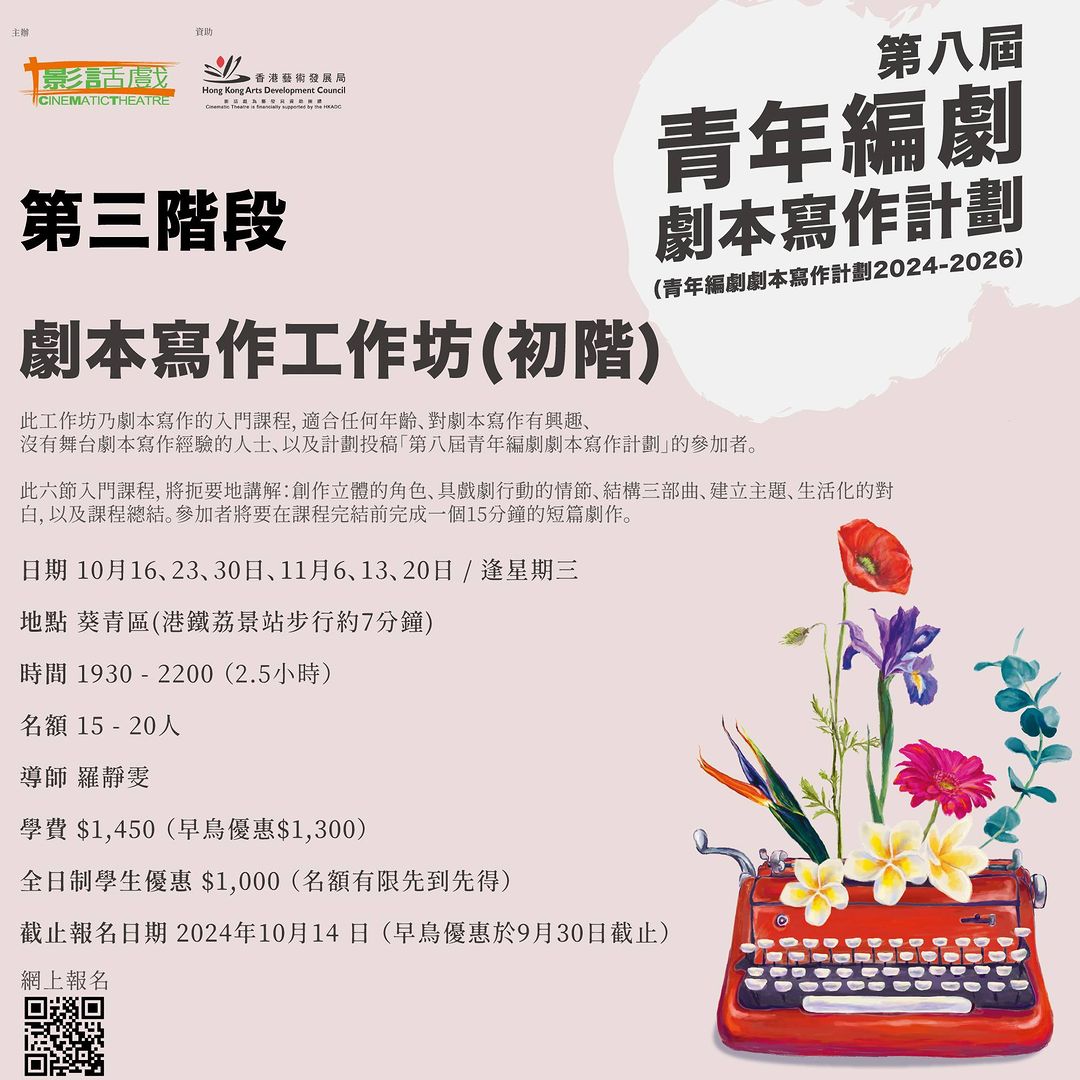 主辦
資助
影話戲
CINEMATICTHEATRE
香港藝術發展局
Hong Kong Arts Development Council
影話戲為藝發局資助團體
Cinematic Theatre is financially supported by the HKADC
第八屆
青年編劇
劇本寫作計劃
(青年編劇劇本寫作計劃2024-2026)
第三階段
劇本寫作工作坊(初階)
此工作坊乃劇本寫作的入門課程, 適合任何年齡、對劇本寫作有興趣、
沒有舞台劇本寫作經驗的人士、以及計劃投稿「第八屆青年編劇劇本寫作計劃」的參加者。
此六節入門課程, 將扼要地講解：創作立體的角色、具戲劇行動的情節、結構三部曲、建立主題、生活化的對
白, 以及課程總結。參加者將要在課程完結前完成一個15分鐘的短篇劇作。
日期 10月16、23、30日、11月6、13、20日 / 逢星期三
地點 葵青區(港鐵荔景站步行約7分鐘)
時間 1930 - 2200（2.5小時）
名額 15 - 20人
導師 羅靜雯
學費 $1,450（早鳥優惠$1,300）
全日制學生優惠 $1,000（名額有限先到先得）
截止報名日期 2024年10月14 日（早鳥優惠於9月30日截止）
網上報名